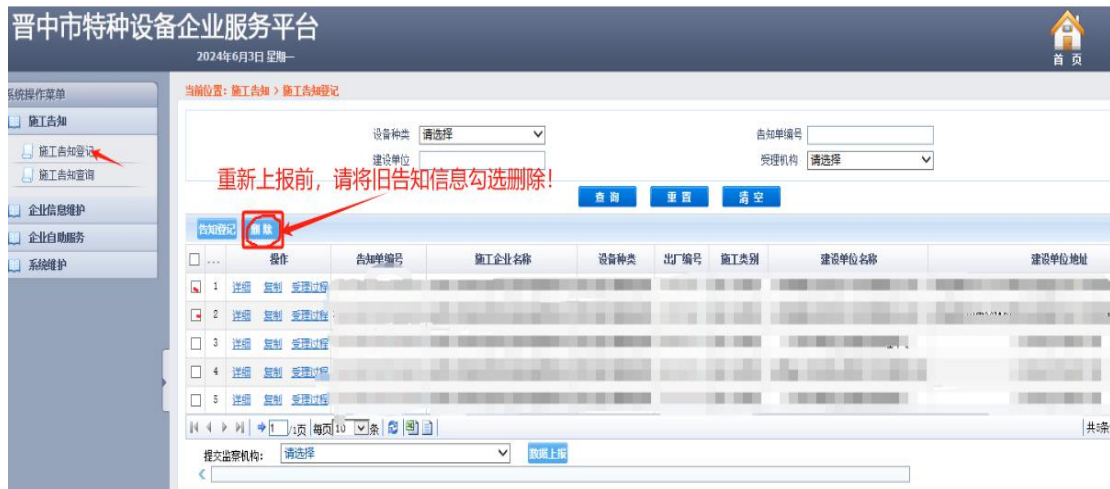 晋中市特种设备企业服务平台
2024年6月3日 星期一
首 页
系统操作菜单
当前位置：施工告知 > 施工告知登记
施工告知
施工告知登记
施工告知查询
企业信息维护
企业自助服务
系统维护
设备种类 请选择 告知单编号
建设单位 受理机构 请选择
重新上报前，请将旧告知信息勾选删除！
查 询 重 置 清 空
告知登记 删 除
... 操作 告知单编号 施工企业名称 设备种类 出厂编号 施工类别 建设单位名称 建设单位地址
1 详细 复制 受理过程
2 详细 复制 受理过程
3 详细 复制 受理过程
4 详细 复制 受理过程
5 详细 复制 受理过程
1 /1页 每页 10 条 共5条
提交监察机构： 请选择 数据上报